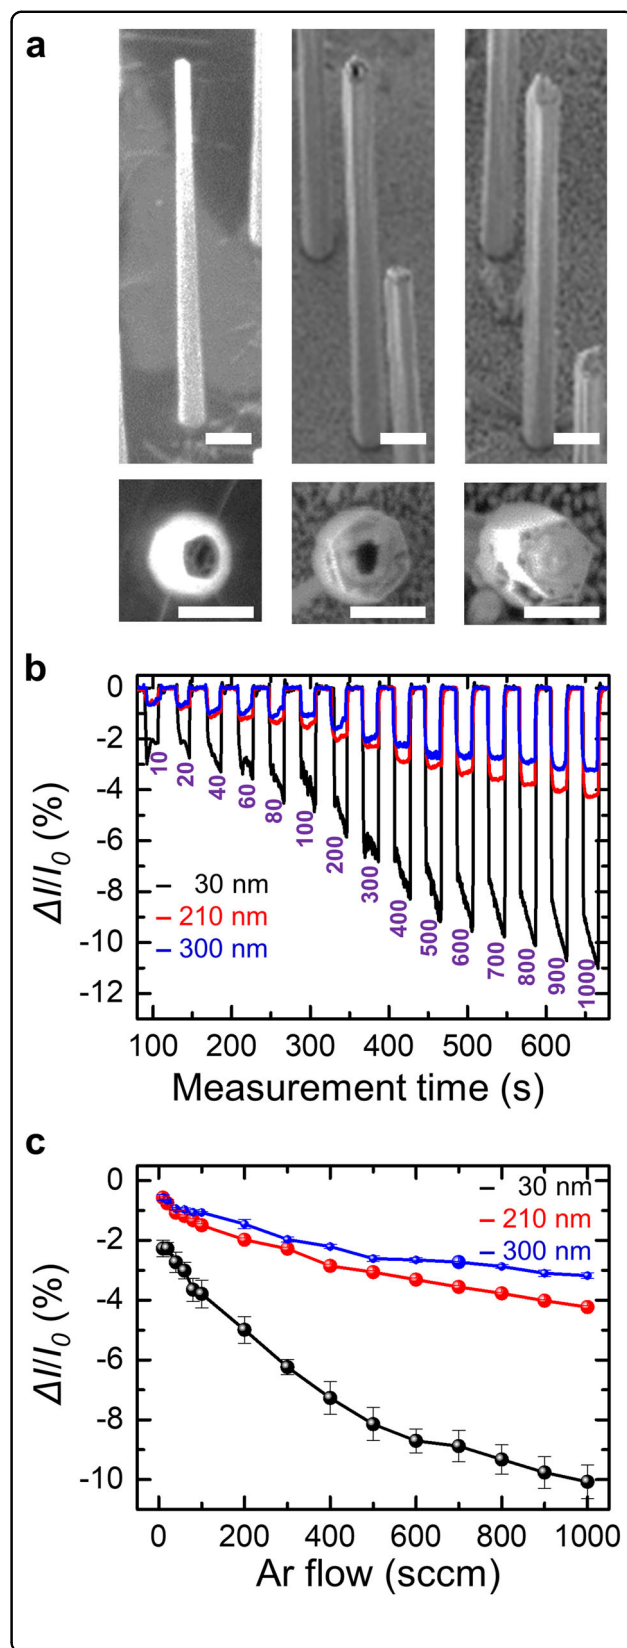 a
b
0
-2
-4
-6
-8
-10
-12
ΔI/I0 (%)
10
20
40
60
80
100
200
300
400
500
600
700
800
900
1000
30 nm
210 nm
300 nm
100 200 300 400 500 600
Measurement time (s)
c
0
-2
-4
-6
-8
-10
ΔI/I0 (%)
30 nm
210 nm
300 nm
0 200 400 600 800 1000
Ar flow (sccm)